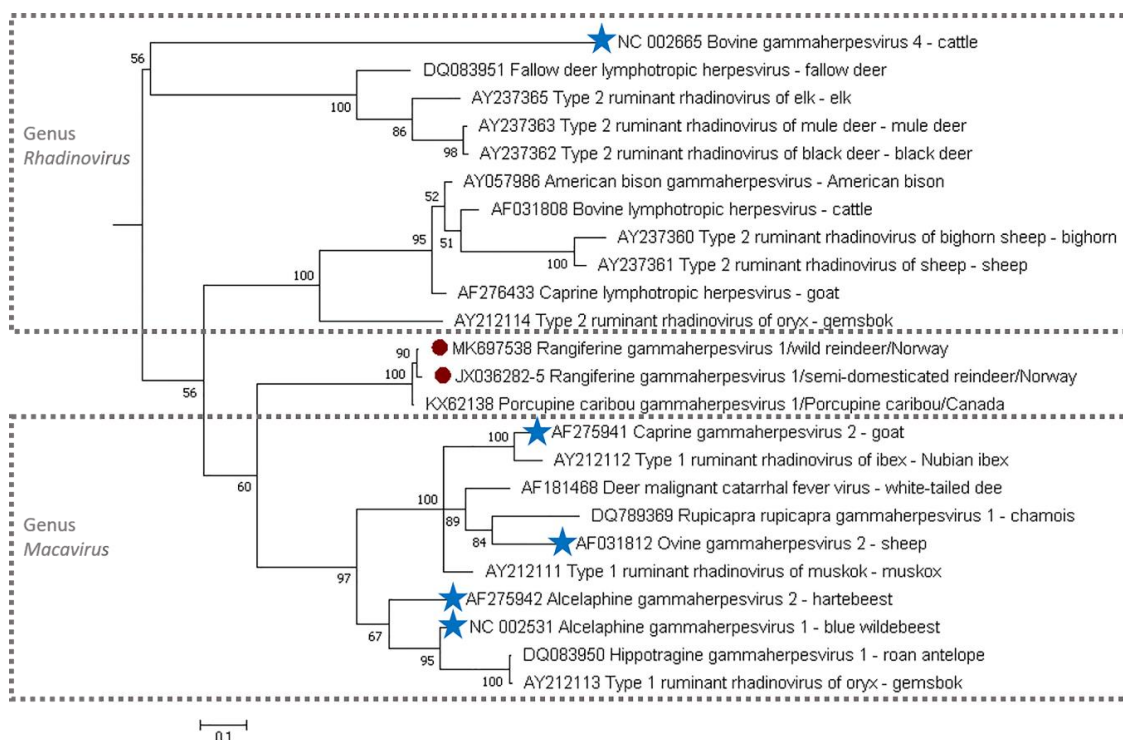 NC 002665 Bovine gammaherpesvirus 4 - cattle
56
DQ083951 Fallow deer lymphotropic herpesvirus - fallow deer
100
AY237365 Type 2 ruminant rhadinovirus of elk - elk
86
AY237363 Type 2 ruminant rhadinovirus of mule deer - mule deer
98
AY237362 Type 2 ruminant rhadinovirus of black deer - black deer
Genus
Rhadinovirus
AY057986 American bison gammaherpesvirus - American bison
52
AF031808 Bovine lymphotropic herpesvirus - cattle
95
51
AY237360 Type 2 ruminant rhadinovirus of bighorn sheep - bighorn
100
AY237361 Type 2 ruminant rhadinovirus of sheep - sheep
100
AF276433 Caprine lymphotropic herpesvirus - goat
AY212114 Type 2 ruminant rhadinovirus of oryx - gemsbok
90
MK697538 Rangiferine gammaherpesvirus 1/wild reindeer/Norway
100
JX036282-5 Rangiferine gammaherpesvirus 1/semi-domesticated reindeer/Norway
56
KX62138 Porcupine caribou gammaherpesvirus 1/Porcupine caribou/Canada
AF275941 Caprine gammaherpesvirus 2 - goat
100
AY212112 Type 1 ruminant rhadinovirus of ibex - Nubian ibex
60
100
AF181468 Deer malignant catarrhal fever virus - white-tailed dee
89
DQ789369 Rupicapra rupicapra gammaherpesvirus 1 - chamois
84
AF031812 Ovine gammaherpesvirus 2 - sheep
Genus
Macavirus
97
AY212111 Type 1 ruminant rhadinovirus of muskok - muskox
AF275942 Alcelaphine gammaherpesvirus 2 - hartebeest
67
NC 002531 Alcelaphine gammaherpesvirus 1 - blue wildebeest
95
DQ083950 Hippotragine gammaherpesvirus 1 - roan antelope
100
AY212113 Type 1 ruminant rhadinovirus of oryx - gemsbok
0.1